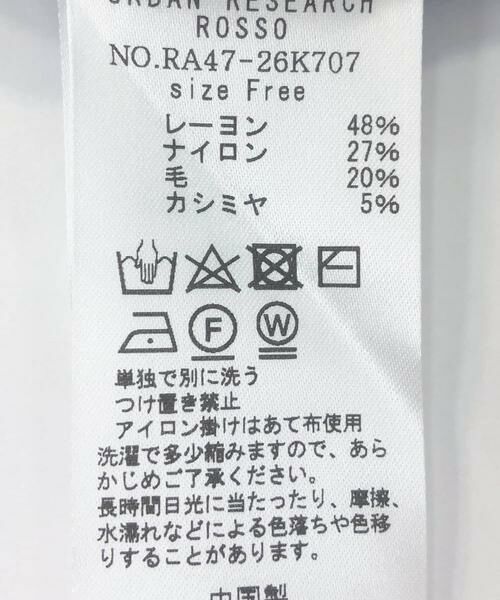 URBAN RESEARCH
ROSSO
NO.RA47-26K707
size Free
レーヨン 48%
ナイロン 27%
毛 20%
カシミヤ 5%
F W
単独で別に洗う
つけ置き禁止
アイロン掛けはあて布使用
洗濯で多少縮みますので、あら
かじめご了承ください。
長時間日光に当たったり、摩擦、
水濡れなどによる色落ちや色移
りすることがあります。
中国製